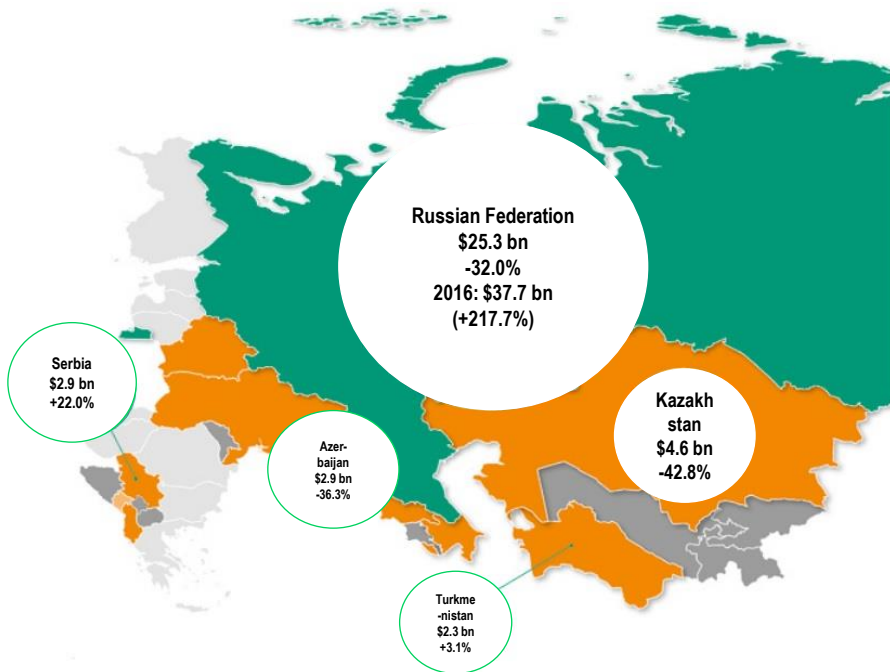 Russian Federation
$25.3 bn
-32.0%
2016: $37.7 bn
(+217.7%)
Serbia
$2.9 bn
+22.0%
Kazakh
stan
$4.6 bn
-42.8%
Azer-
baijan
$2.9 bn
-36.3%
Turkme
-nistan
$2.3 bn
+3.1%